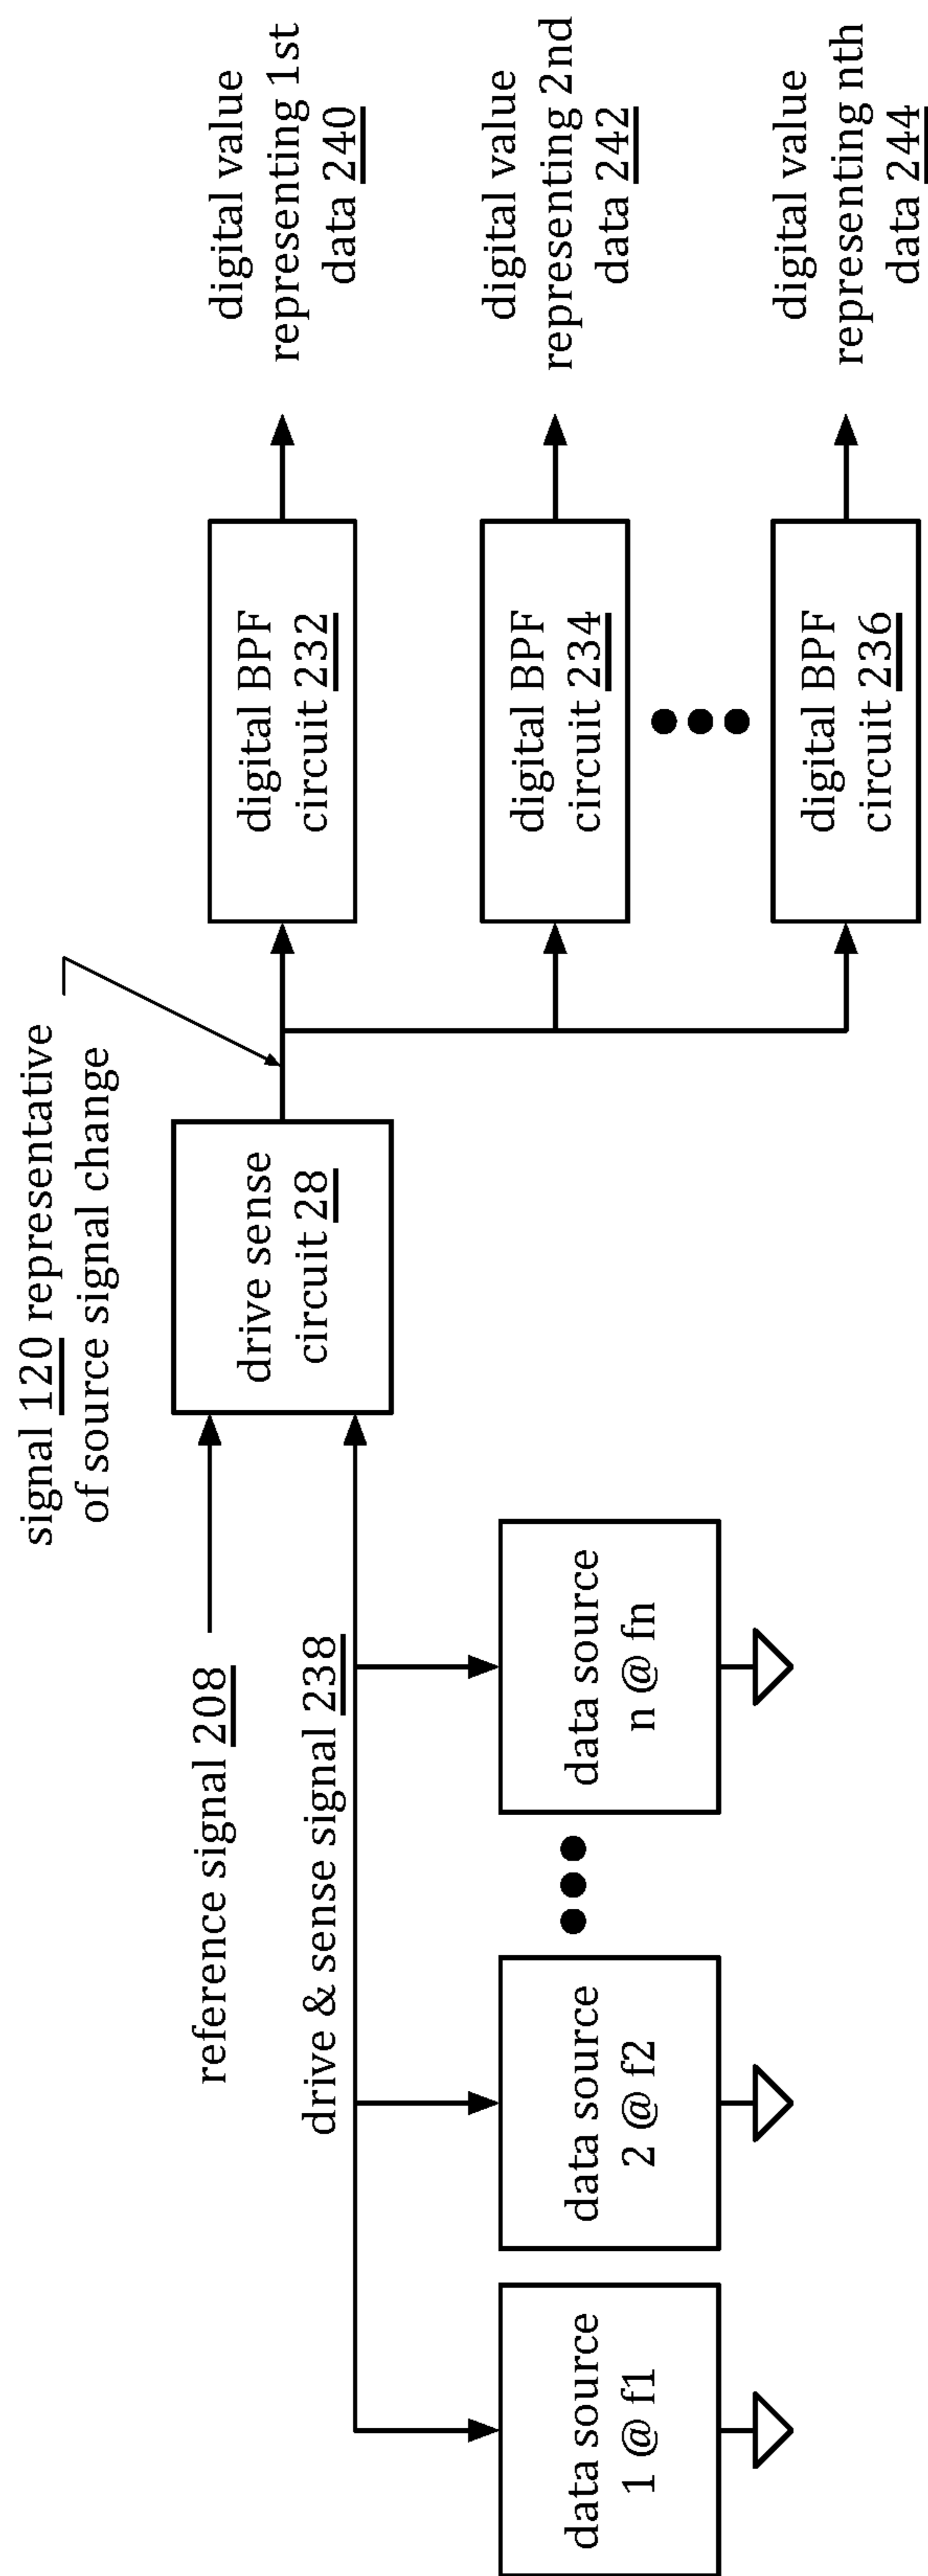 signal 120 representative
of source signal change
reference signal 208
drive & sense signal 238
drive sense
circuit 28
data source
1 @ f1
data source
2 @ f2
data source
n @ fn
digital BPF
circuit 232
digital value
representing 1st
data 240
digital BPF
circuit 234
digital value
representing 2nd
data 242
digital BPF
circuit 236
digital value
representing nth
data 244